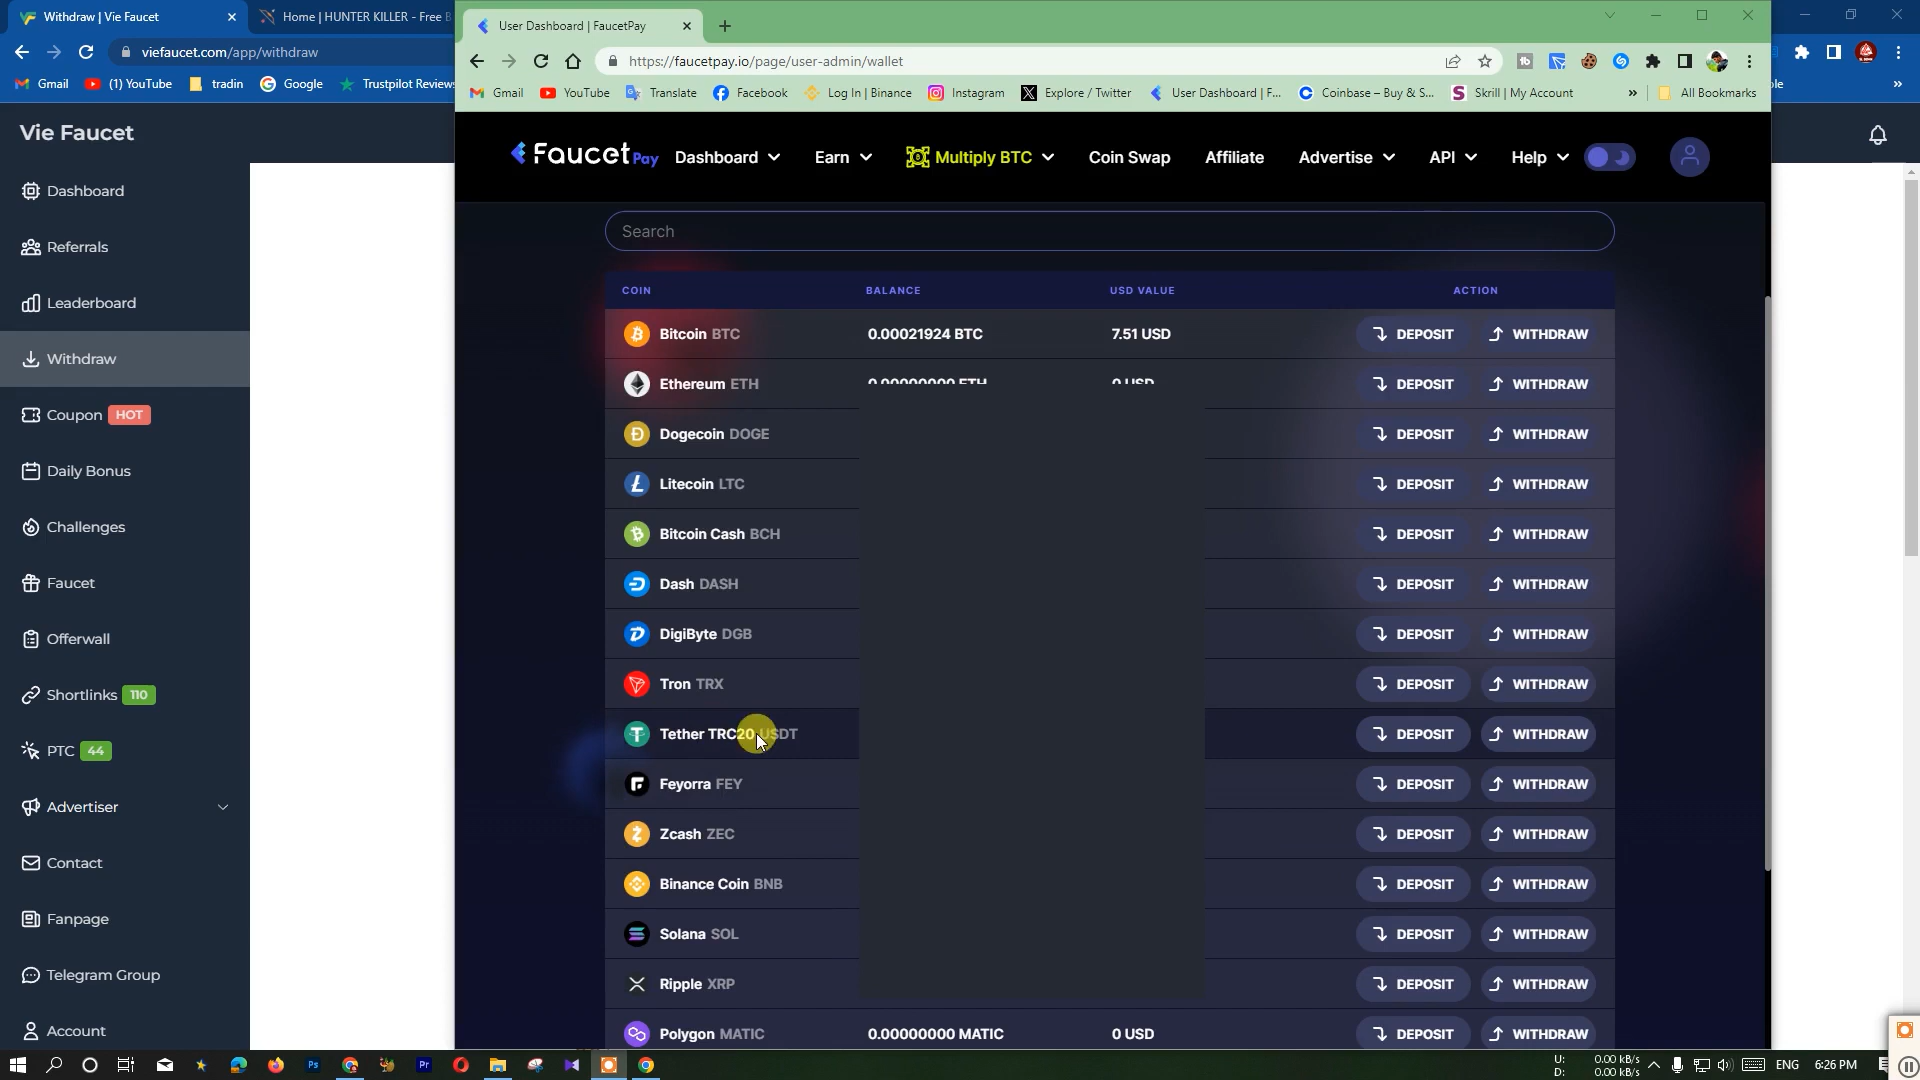 Withdraw | Vie Faucet
Home | HUNTER KILLER - Free B
viefaucet.com/app/withdraw
Gmail
(1) YouTube
tradin
Google
Trustpilot Reviews
User Dashboard | FaucetPay
https://faucetpay.io/page/user-admin/wallet
Gmail
YouTube
Translate
Facebook
Log In | Binance
Instagram
Explore / Twitter
User Dashboard | F...
Coinbase – Buy & S...
Skrill | My Account
»
All Bookmarks
»
Vie Faucet
Dashboard
Referrals
Leaderboard
Withdraw
Coupon HOT
Daily Bonus
Faucet
Offerwall
Shortlinks 110
PTC 44
Advertiser
Contact
Fanpage
Telegram Group
Account
FaucetPay
Dashboard
Earn
Multiply BTC
Coin Swap
Affiliate
Advertise
API
Help
Search
COIN BALANCE USD VALUE ACTION
Bitcoin BTC 0.00021924 BTC 7.51 USD DEPOSIT WITHDRAW
Ethereum ETH 0.00000000 ETH 0 USD DEPOSIT WITHDRAW
Dogecoin DOGE DEPOSIT WITHDRAW
Litecoin LTC DEPOSIT WITHDRAW
Bitcoin Cash BCH DEPOSIT WITHDRAW
Dash DASH DEPOSIT WITHDRAW
DigiByte DGB DEPOSIT WITHDRAW
Tron TRX DEPOSIT WITHDRAW
Tether TRC20 USDT DEPOSIT WITHDRAW
Feyorra FEY DEPOSIT WITHDRAW
Zcash ZEC DEPOSIT WITHDRAW
Binance Coin BNB DEPOSIT WITHDRAW
Solana SOL DEPOSIT WITHDRAW
Ripple XRP DEPOSIT WITHDRAW
Polygon MATIC 0.00000000 MATIC 0 USD DEPOSIT WITHDRAW
U: 0.00 kB/s
D: 0.00 kB/s
ENG
6:26 PM